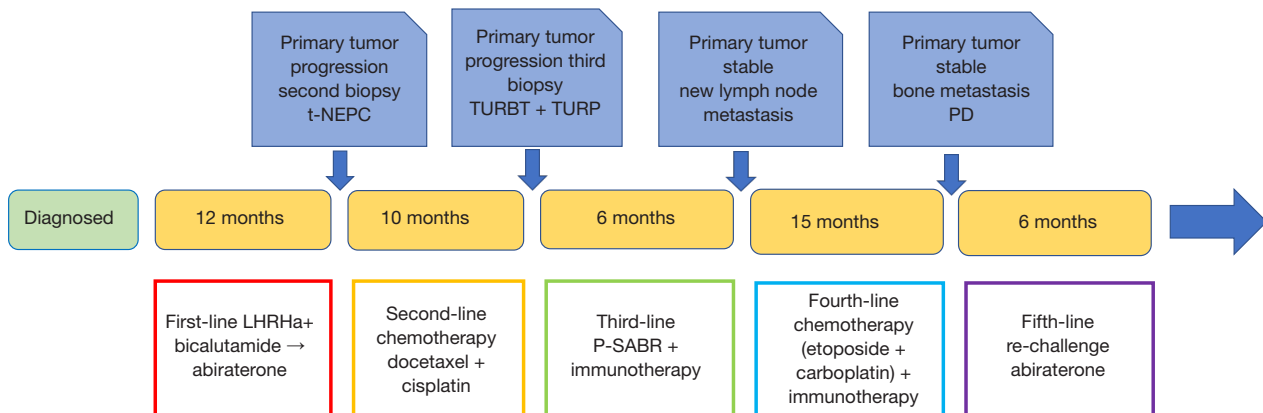 Primary tumor
progression
second biopsy
t-NEPC
Primary tumor
progression third
biopsy
TURBT + TURP
Primary tumor
stable
new lymph node
metastasis
Primary tumor
stable
bone metastasis
PD
Diagnosed
12 months
10 months
6 months
15 months
6 months
First-line LHRHa+
bicalutamide →
abiraterone
Second-line
chemotherapy
docetaxel +
cisplatin
Third-line
P-SABR +
immunotherapy
Fourth-line
chemotherapy
(etoposide +
carboplatin) +
immunotherapy
Fifth-line
re-challenge
abiraterone